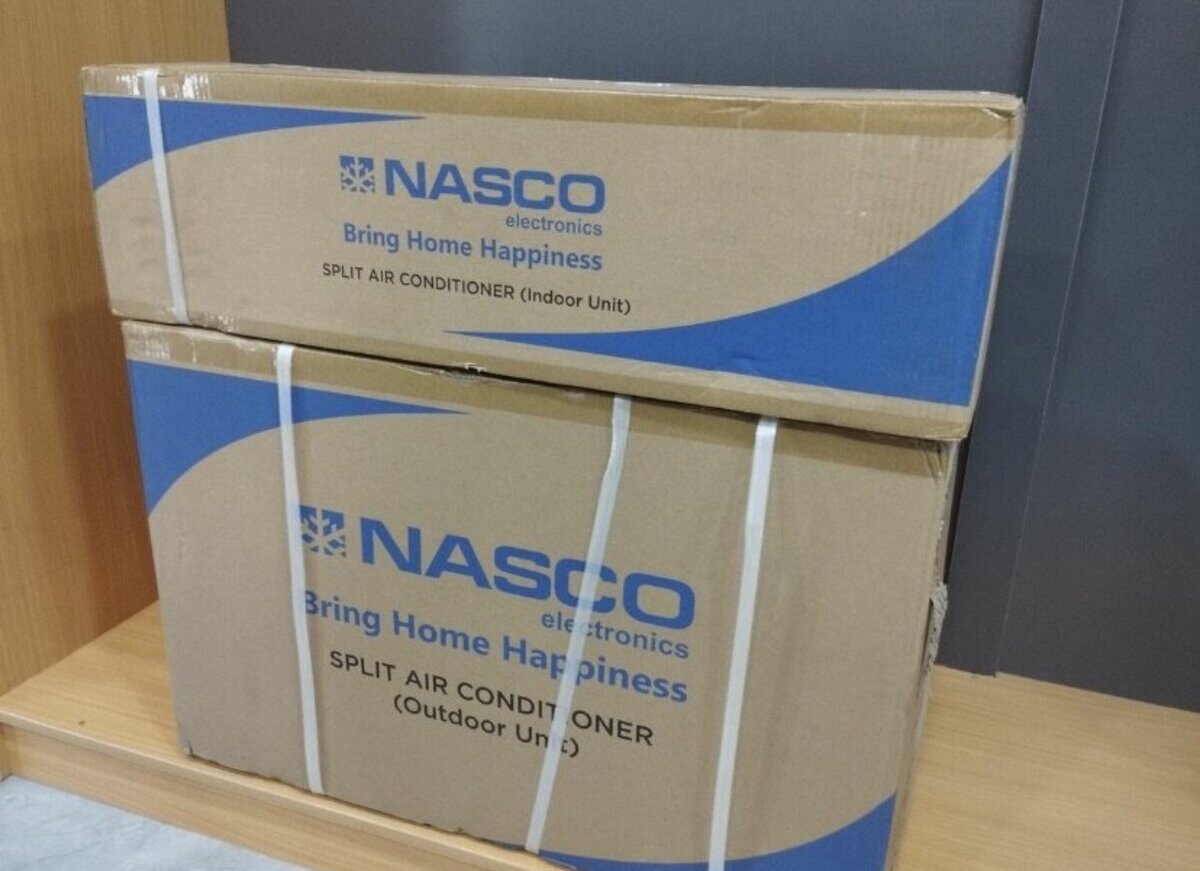 NASCO
electronics
Bring Home Happiness
SPLIT AIR CONDITIONER (Indoor Unit)
NASCO
electronics
Bring Home Happiness
SPLIT AIR CONDITIONER
(Outdoor Unit)